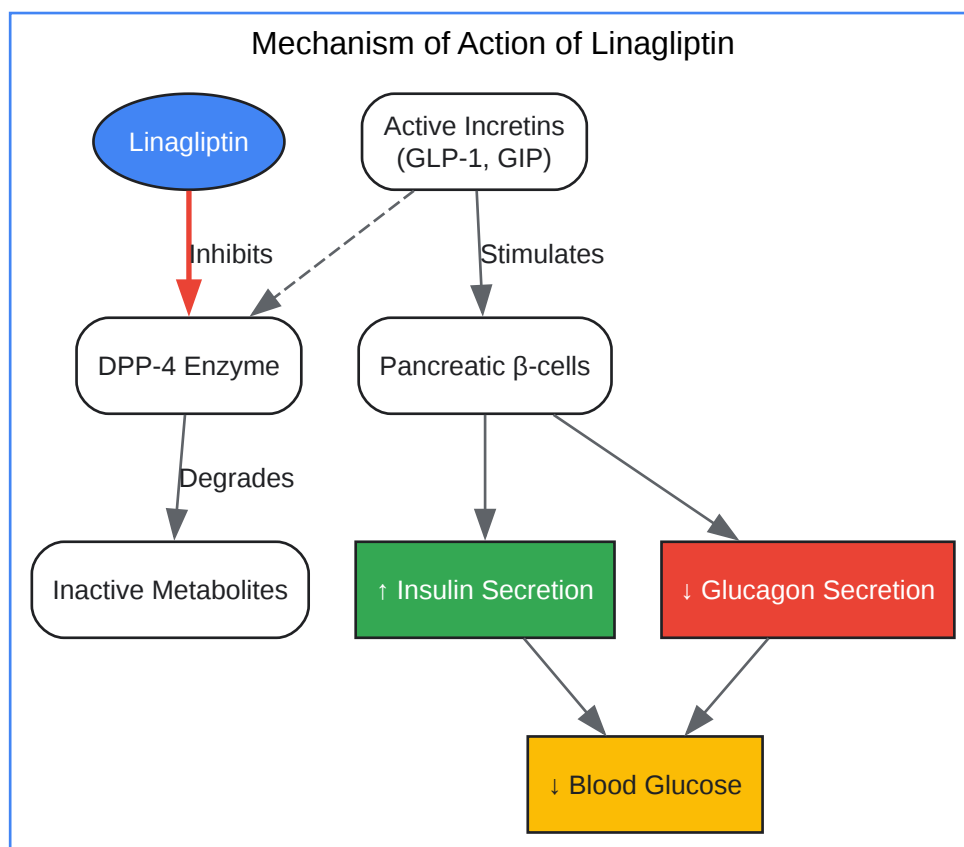 Mechanism of Action of Linagliptin
Linagliptin
Active Incretins
(GLP-1, GIP)
Inhibits
Stimulates
DPP-4 Enzyme
Pancreatic β-cells
Degrades
Inactive Metabolites
↑ Insulin Secretion
↓ Glucagon Secretion
↓ Blood Glucose